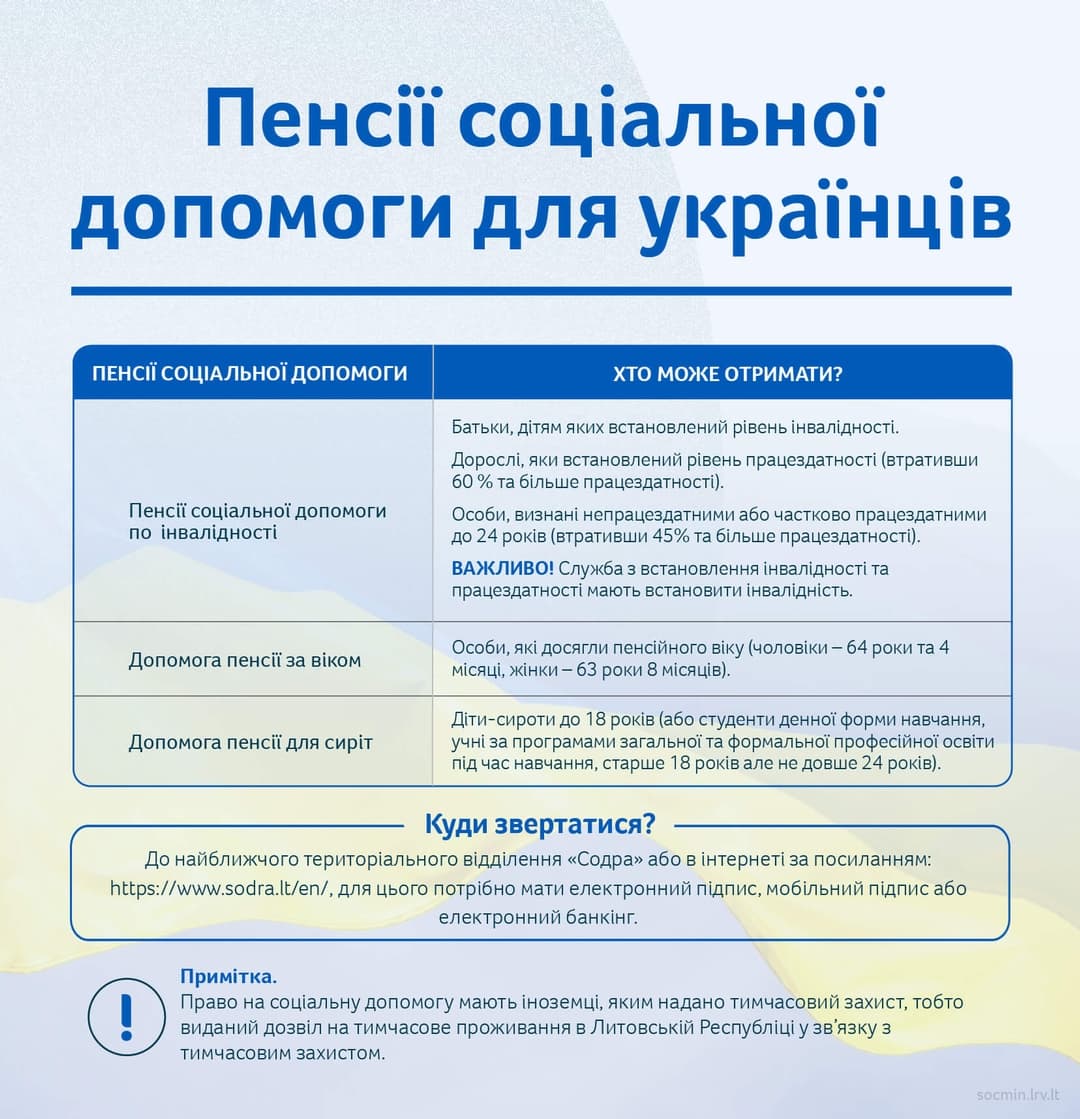 Пенсії соціальної
допомоги для українців
ПЕНСІЇ СОЦІАЛЬНОЇ ДОПОМОГИ
ХТО МОЖЕ ОТРИМАТИ?
Пенсії соціальної допомоги
по інвалідності
Батьки, дітям яких встановлений рівень інвалідності.
Дорослі, яки встановлений рівень працездатності (втративши
60 % та більше працездатності).
Особи, визнані непрацездатними або частково працездатними
до 24 років (втративши 45% та більше працездатності).
ВАЖЛИВО! Служба з встановлення інвалідності та
працездатності мають встановити інвалідність.
Допомога пенсії за віком
Особи, які досягли пенсійного віку (чоловіки – 64 роки та 4
місяці, жінки – 63 роки 8 місяців).
Допомога пенсії для сиріт
Діти-сироти до 18 років (або студенти денної форми навчання,
учні за програмами загальної та формальної професійної освіти
під час навчання, старше 18 років але не довше 24 років).
Куди звертатися?
До найближчого територіального відділення «Содра» або в інтернеті за посиланням:
https://www.sodra.lt/en/, для цього потрібно мати електронний підпис, мобільний підпис або
електронний банкінг.
Примітка.
Право на соціальну допомогу мають іноземці, яким надано тимчасовий захист, тобто
виданий дозвіл на тимчасове проживання в Литовській Республіці у зв’язку з
тимчасовим захистом.
socmin.lrv.lt